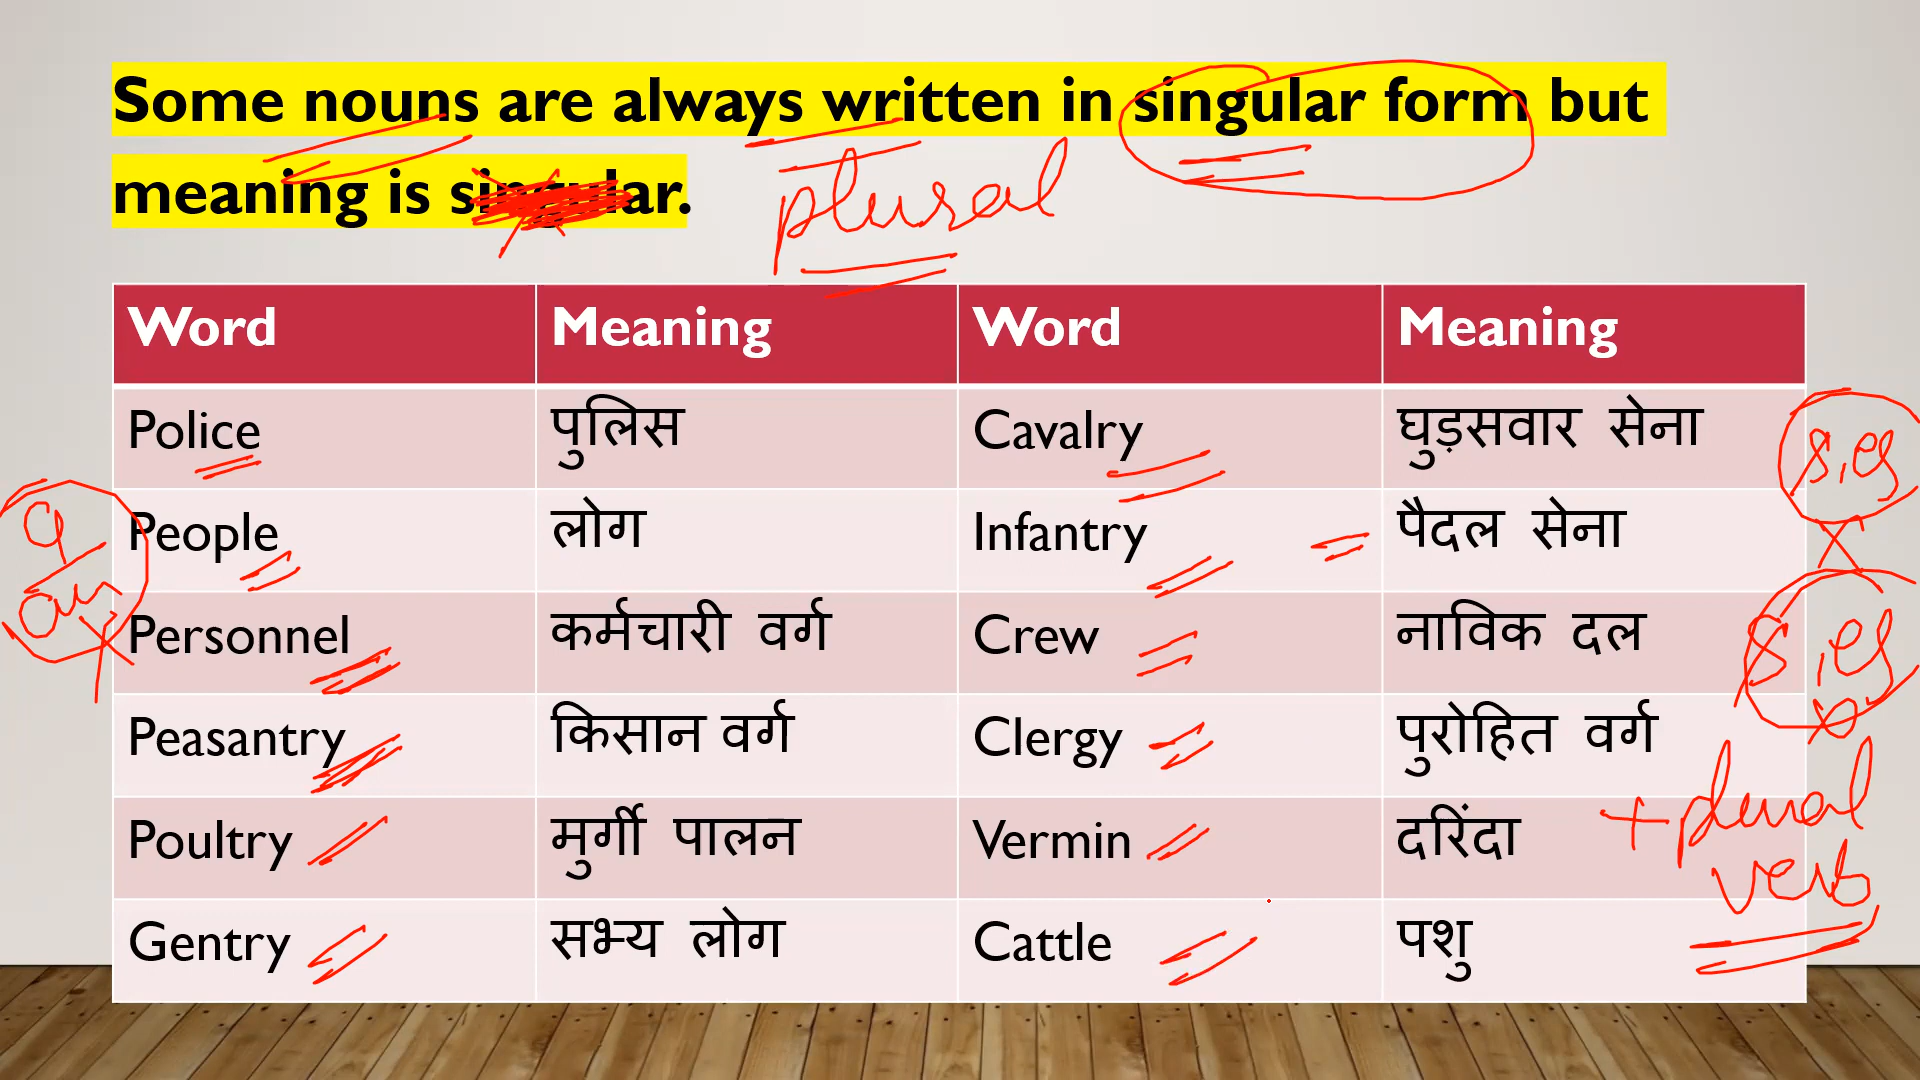 Some nouns are always written in singular form but
meaning is singular.
plural
Word Meaning Word Meaning
Police पुलिस Cavalry घुड़सवार सेना
s, es
People लोग Infantry पैदल सेना
a
an
Personnel कर्मचारी वर्ग Crew नाविक दल
s, es
Peasantry किसान वर्ग Clergy पुरोहित वर्ग
Poultry मुर्गी पालन Vermin दरिंदा
+ plural
verb
Gentry सभ्य लोग Cattle पशु